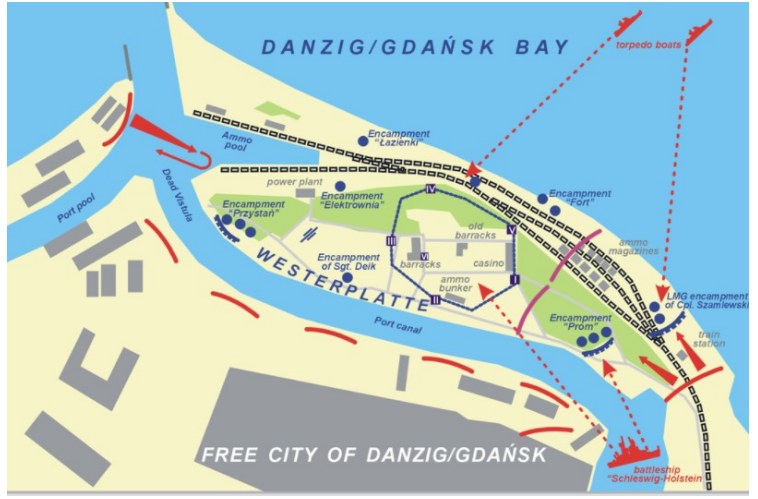 DANZIG/GDAŃSK BAY
torpedo boats
Ammo
pool
Encampment
"Łazienki"
power plant
Encampment
"Elektrownia"
Encampment
"Fort"
Dead Vistula
Port pool
Encampment
"Przystań"
IV
V
III
VI
I
II
old
barracks
barracks
casino
ammo
magazines
Encampment
of Sgt. Deik
ammo
bunker
WESTERPLATTE
LMG encampment
of Cpl. Szamlewski
Encampment
"Prom"
train
station
Port canal
FREE CITY OF DANZIG/GDAŃSK
battleship
"Schleswig-Holstein